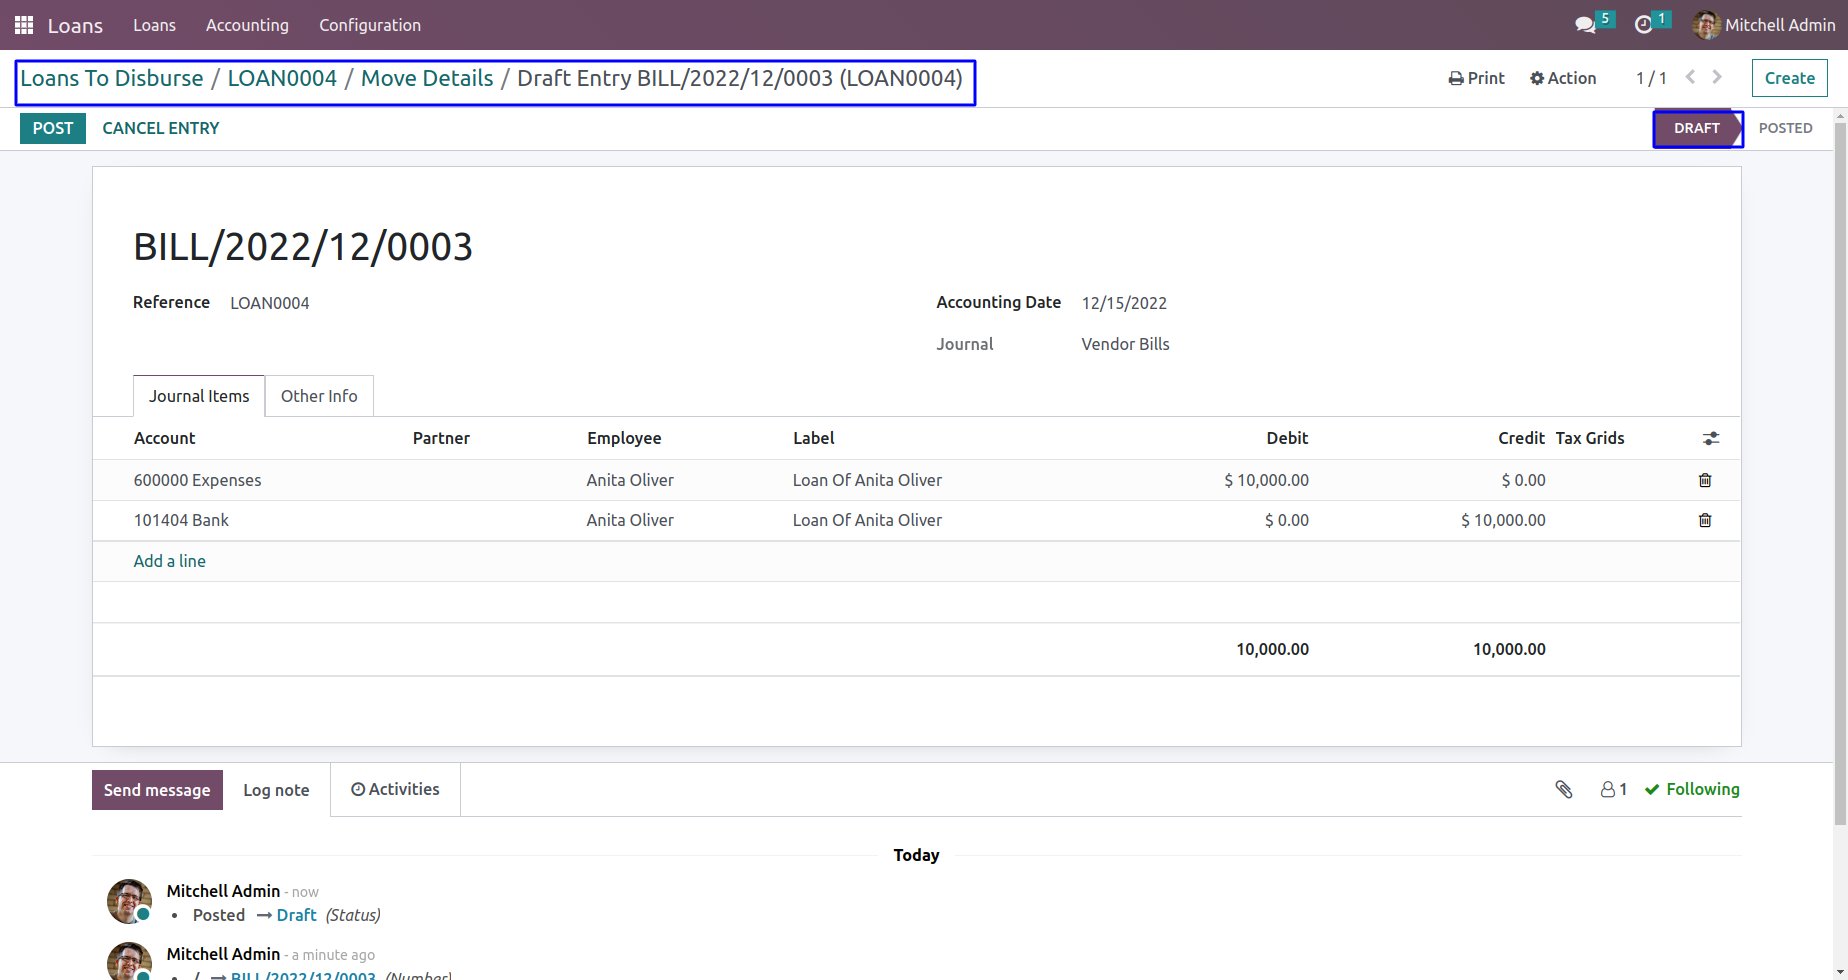 Loans Loans Accounting Configuration 5 1 Mitchell Admin
Loans To Disburse / LOAN0004 / Move Details / Draft Entry BILL/2022/12/0003 (LOAN0004) Print Action 1 / 1 Create
POST CANCEL ENTRY DRAFT POSTED
BILL/2022/12/0003
Reference LOAN0004 Accounting Date 12/15/2022
Journal Vendor Bills
Journal Items Other Info
Account Partner Employee Label Debit Credit Tax Grids
600000 Expenses Anita Oliver Loan Of Anita Oliver $ 10,000.00 $ 0.00
101404 Bank Anita Oliver Loan Of Anita Oliver $ 0.00 $ 10,000.00
Add a line
10,000.00 10,000.00
Send message Log note Activities 1 Following
Today
Mitchell Admin - now
• Posted → Draft (Status)
Mitchell Admin - a minute ago
• / → BILL/2022/12/0003 (Number)